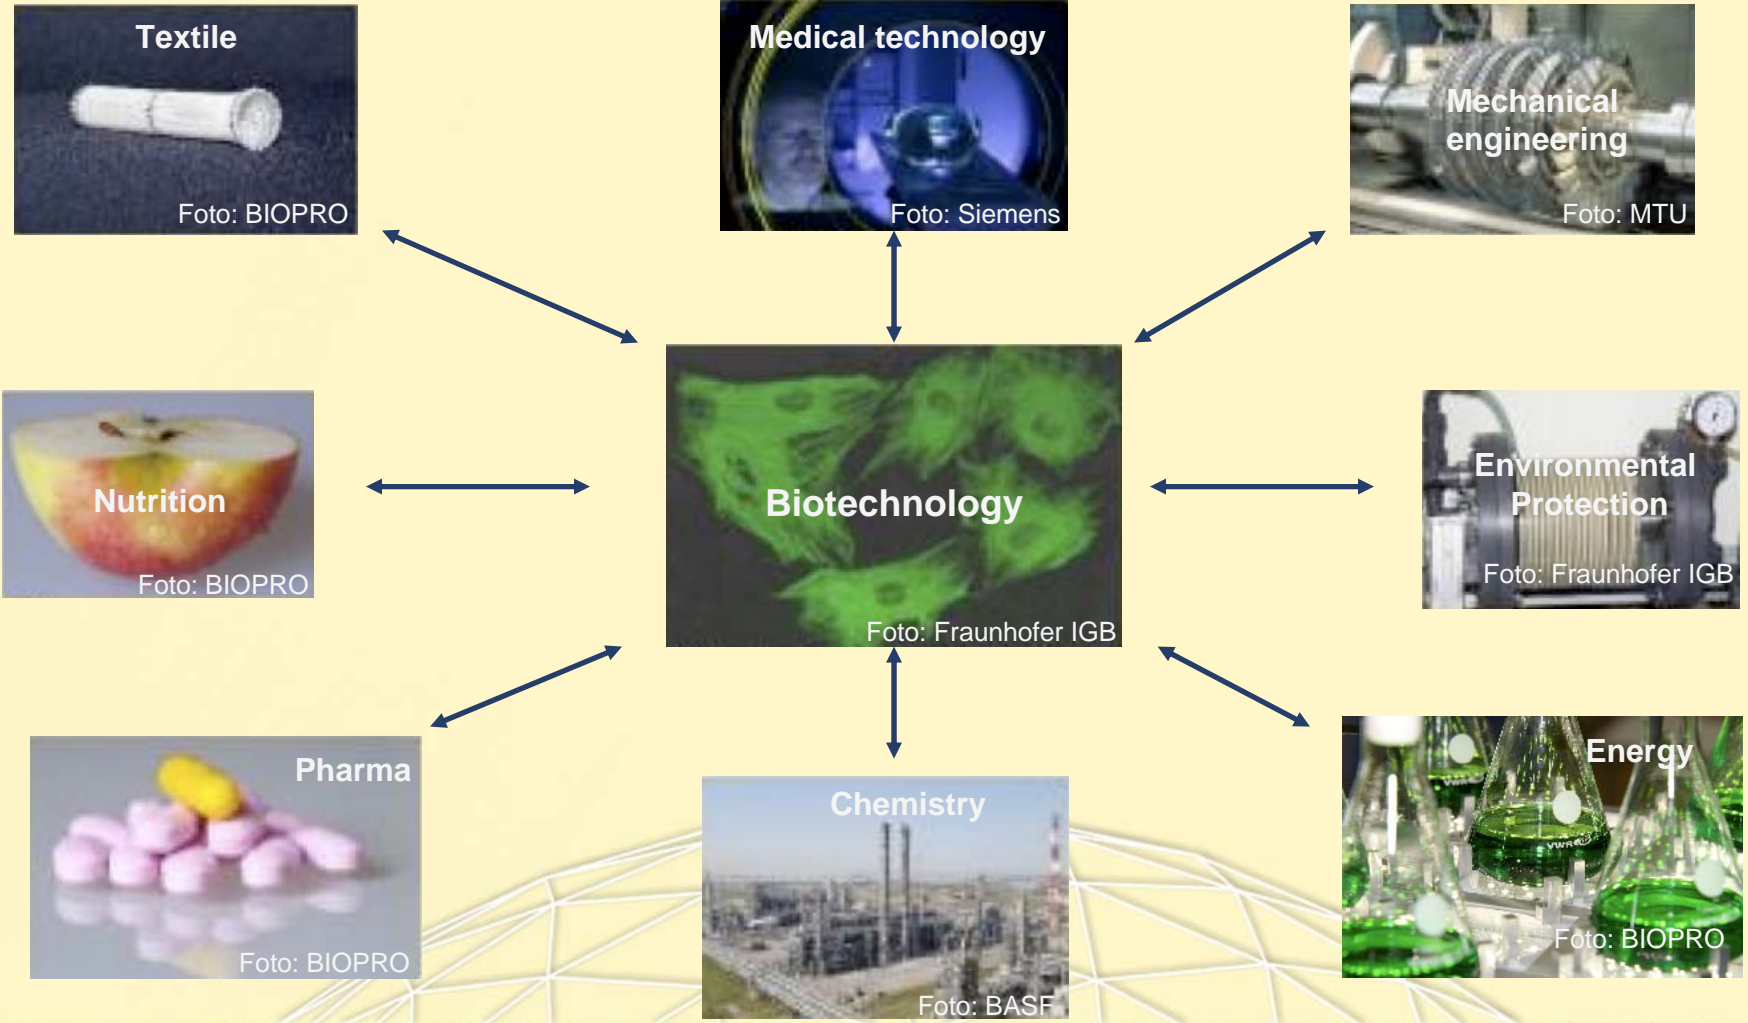 Textile
Foto: BIOPRO
Medical technology
Foto: Siemens
Mechanical
engineering
Foto: MTU
Nutrition
Foto: BIOPRO
Biotechnology
Foto: Fraunhofer IGB
Environmental
Protection
Foto: Fraunhofer IGB
Pharma
Foto: BIOPRO
Chemistry
Foto: BASF
Energy
VWR
Foto: BIOPRO